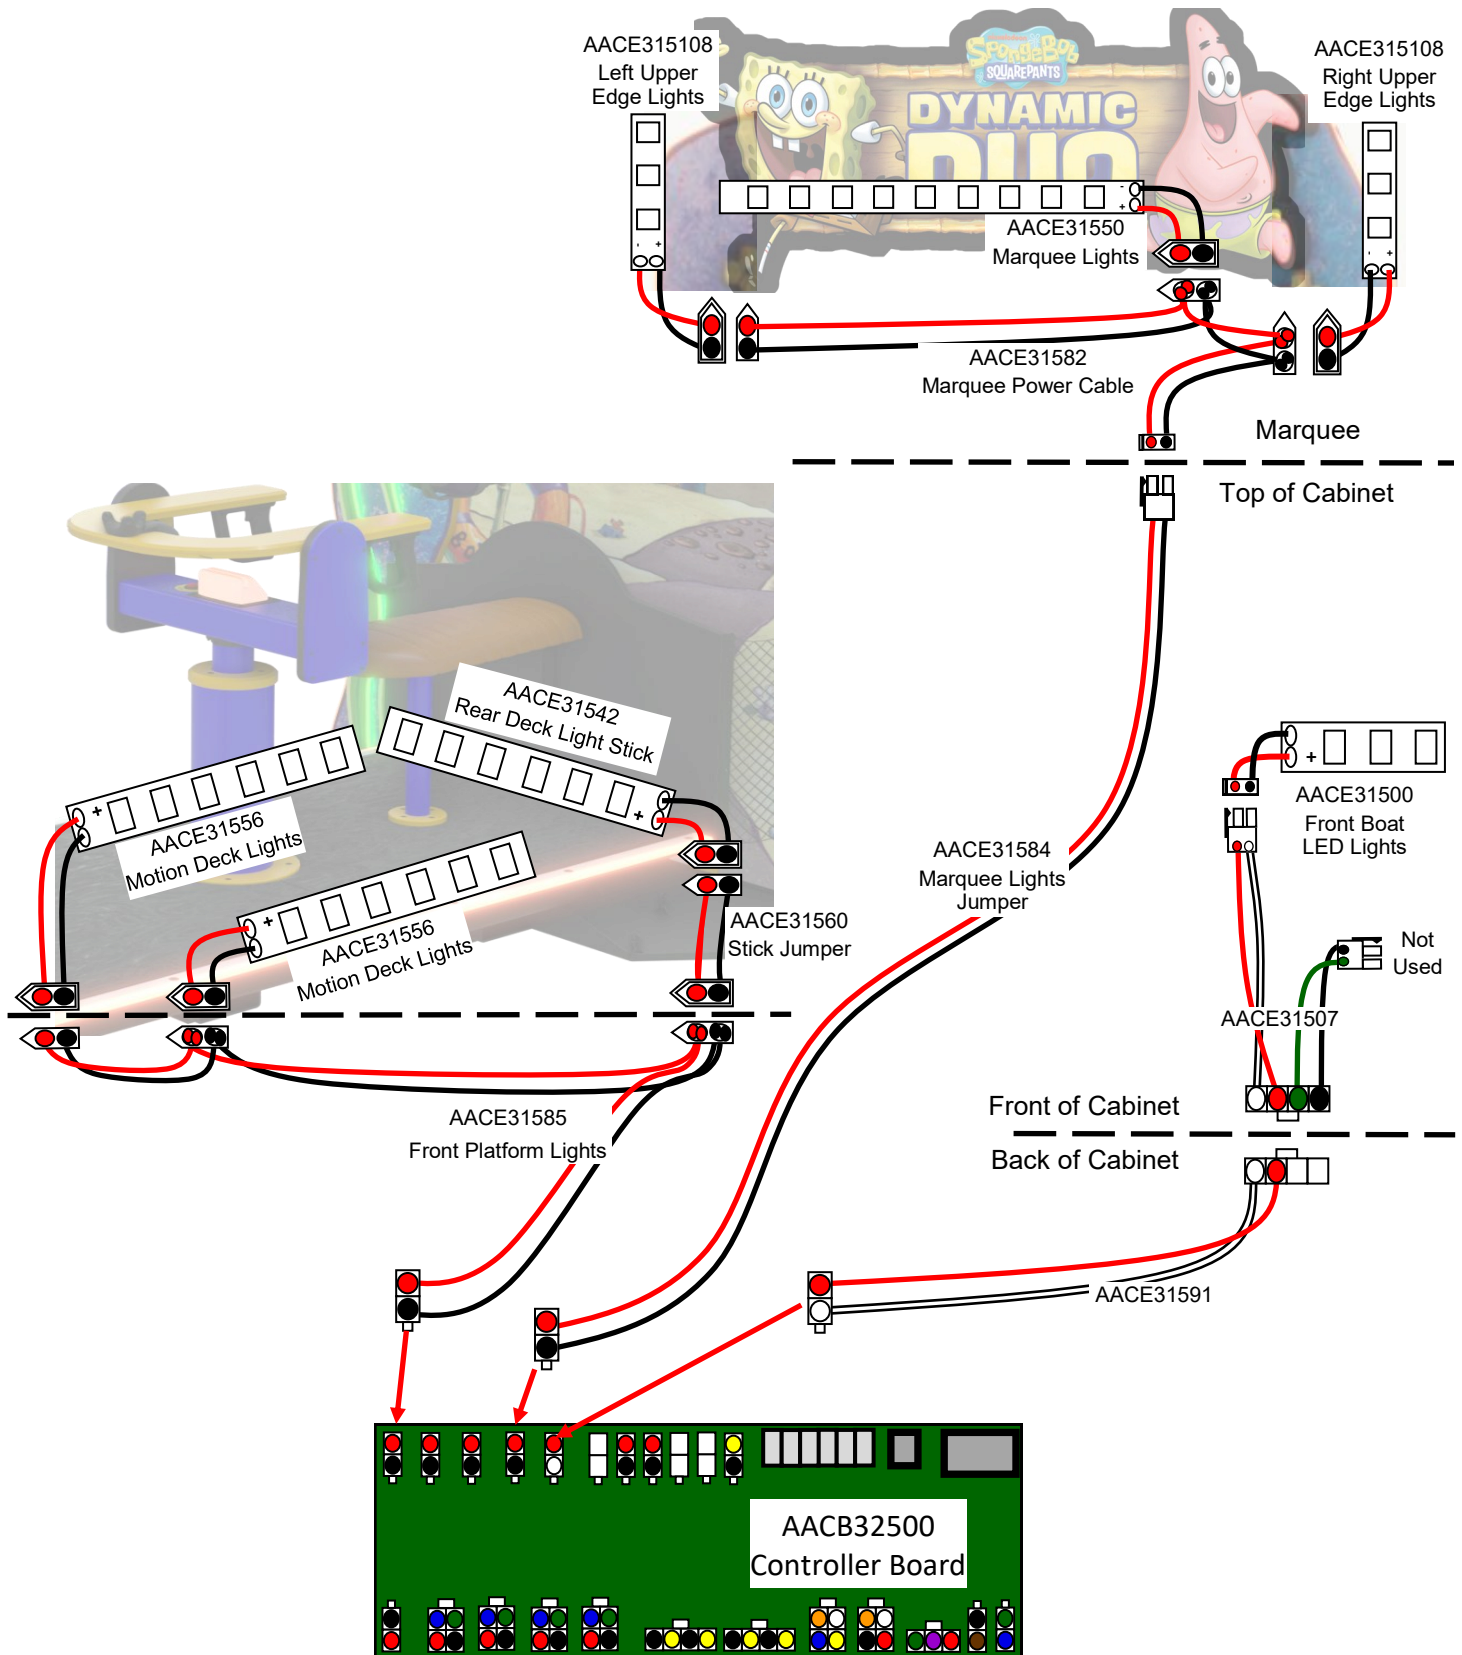 AACE315108
Left Upper
Edge Lights
SpongeBob
SQUAREPANTS
DYNAMIC
DUO
AACE315108
Right Upper
Edge Lights
- +
-
+
- +
AACE31550
Marquee Lights
AACE31582
Marquee Power Cable
Marquee
Top of Cabinet
AACE31542
Rear Deck Light Stick
+
+
AACE31556
Motion Deck Lights
+
AACE31556
Motion Deck Lights
AACE31560
Stick Jumper
AACE31584
Marquee Lights
Jumper
+
AACE31500
Front Boat
LED Lights
Not
Used
AACE31507
AACE31585
Front Platform Lights
Front of Cabinet
Back of Cabinet
AACE31591
AACB32500
Controller Board